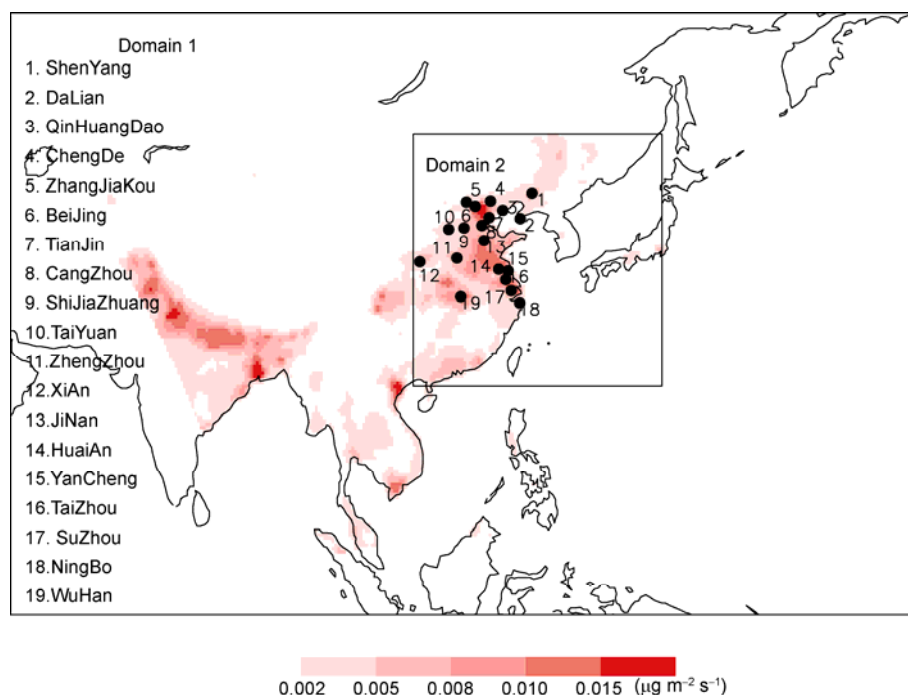 Domain 1
1. ShenYang
2. DaLian
3. QinHuangDao
4. ChengDe
5. ZhangJiaKou
6. BeiJing
7. TianJin
8. CangZhou
9. ShiJiaZhuang
10. TaiYuan
11. ZhengZhou
12. XiAn
13. JiNan
14. HuaiAn
15. YanCheng
16. TaiZhou
17. SuZhou
18. NingBo
19. WuHan
Domain 2
5 4 1
10 6 3 2
9 8
11 13
12 14 15
16
19 17 18
0.002 0.005 0.008 0.010 0.015 (μg m⁻² s⁻¹)